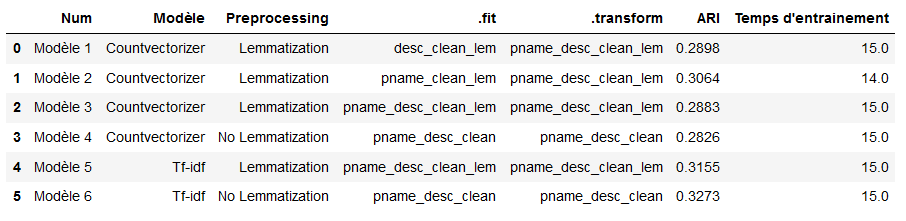 Num Modèle Preprocessing .fit .transform ARI Temps d'entrainement
0 Modèle 1 Countvectorizer Lemmatization desc_clean_lem pname_desc_clean_lem 0.2898 15.0
1 Modèle 2 Countvectorizer Lemmatization pname_clean_lem pname_desc_clean_lem 0.3064 14.0
2 Modèle 3 Countvectorizer Lemmatization pname_desc_clean_lem pname_desc_clean_lem 0.2883 15.0
3 Modèle 4 Countvectorizer No Lemmatization pname_desc_clean pname_desc_clean 0.2826 15.0
4 Modèle 5 Tf-idf Lemmatization pname_desc_clean_lem pname_desc_clean_lem 0.3155 15.0
5 Modèle 6 Tf-idf No Lemmatization pname_desc_clean pname_desc_clean 0.3273 15.0